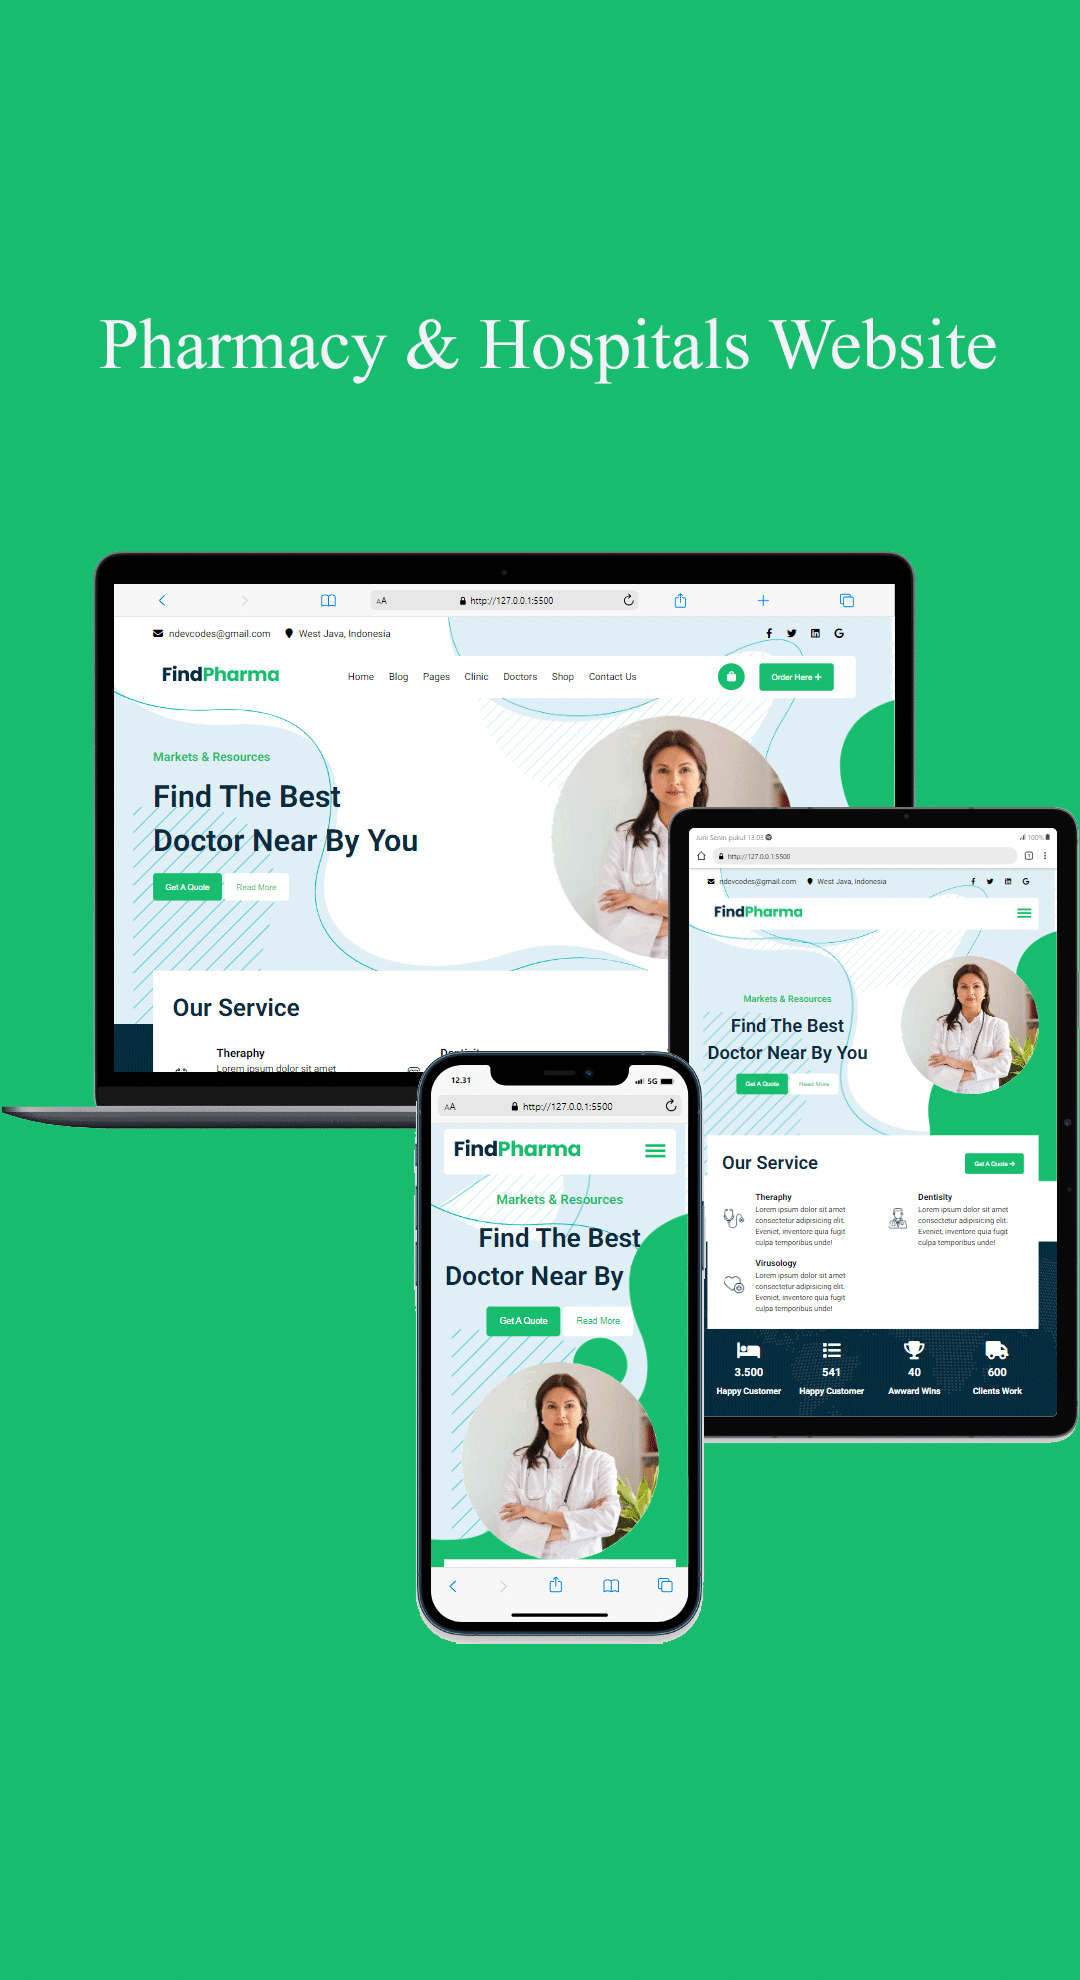 Pharmacy & Hospitals Website
AA http://127.0.0.1:5500
ndevcodes@gmail.com West Java, Indonesia
FindPharma Home Blog Pages Clinic Doctors Shop Contact Us Order Here +
Markets & Resources
Find The Best
Doctor Near By You
Get A Quote Read More
Our Service
Theraphy
Lorem ipsum dolor sit amet
Juni Senin pukul 13.03 100%
http://127.0.0.1:5500 1
ndevcodes@gmail.com West Java, Indonesia
FindPharma
Markets & Resources
Find The Best
Doctor Near By You
Get A Quote Read More
Our Service Get A Quote →
Theraphy Dentisity
Lorem ipsum dolor sit amet Lorem ipsum dolor sit amet
consectetur adipisicing elit. consectetur adipisicing elit.
Eveniet, inventore quia fugit Eveniet, inventore quia fugit
culpa temporibus unde! culpa temporibus unde!
Virusology
Lorem ipsum dolor sit amet
consectetur adipisicing elit.
Eveniet, inventore quia fugit
culpa temporibus unde!
3.500 541 40 600
Happy Customer Happy Customer Awward Wins Clients Work
12.31 5G
AA http://127.0.0.1:5500
FindPharma
Markets & Resources
Find The Best
Doctor Near By
Get A Quote Read More